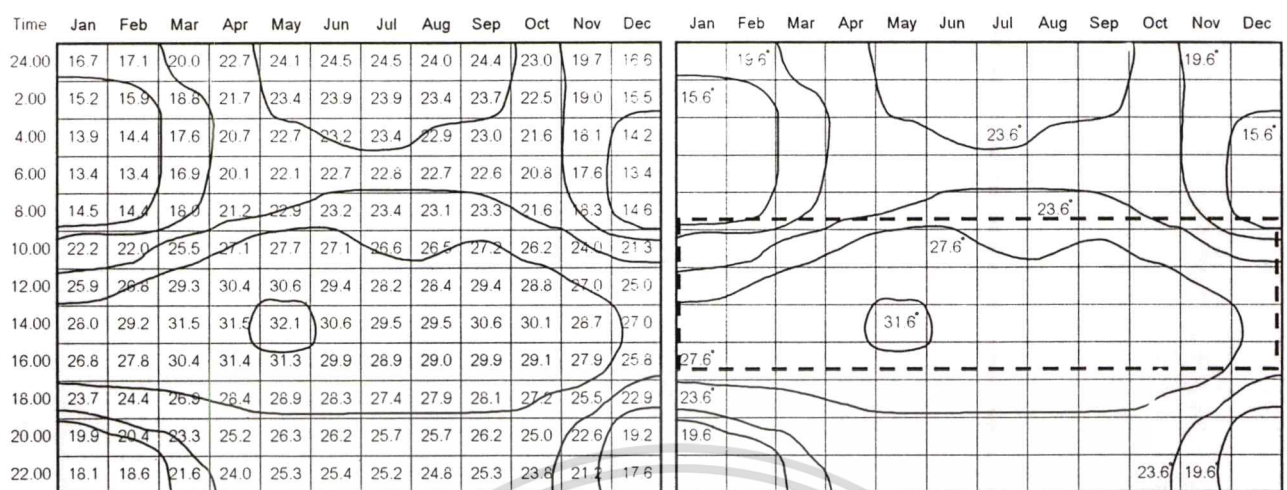 Time Jan Feb Mar Apr May Jun Jul Aug Sep Oct Nov Dec Jan Feb Mar Apr May Jun Jul Aug Sep Oct Nov Dec
24.00 16.7 17.1 20.0 22.7 24.1 24.5 24.5 24.0 24.4 23.0 19.7 16.6 19.6° 19.6°
2.00 15.2 15.9 18.8 21.7 23.4 23.9 23.9 23.4 23.7 22.5 19.0 15.5 15.6°
4.00 13.9 14.4 17.6 20.7 22.7 23.2 23.4 22.9 23.0 21.6 18.1 14.2 23.6° 15.6°
6.00 13.4 13.4 16.9 20.1 22.1 22.7 22.8 22.7 22.6 20.8 17.6 13.4
8.00 14.5 14.4 18.0 21.2 22.9 23.2 23.4 23.1 23.3 21.6 18.3 14.6 23.6°
10.00 22.2 22.0 25.5 27.1 27.7 27.1 26.6 26.5 27.2 26.2 24.0 21.3 27.6°
12.00 25.9 26.8 29.3 30.4 30.6 29.4 28.2 28.4 29.4 28.8 27.0 25.0
14.00 28.0 29.2 31.5 31.5 32.1 30.6 29.5 29.5 30.6 30.1 28.7 27.0 31.6°
16.00 26.8 27.8 30.4 31.4 31.3 29.9 28.9 29.0 29.9 29.1 27.9 25.8 27.6°
18.00 23.7 24.4 26.9 28.4 28.9 28.3 27.4 27.9 28.1 27.2 25.5 22.9 23.6°
20.00 19.9 20.4 23.3 25.2 26.3 26.2 25.7 25.7 26.2 25.0 22.6 19.2 19.6
22.00 18.1 18.6 21.6 24.0 25.3 25.4 25.2 24.8 25.3 23.8 21.2 17.6 23.6° 19.6°